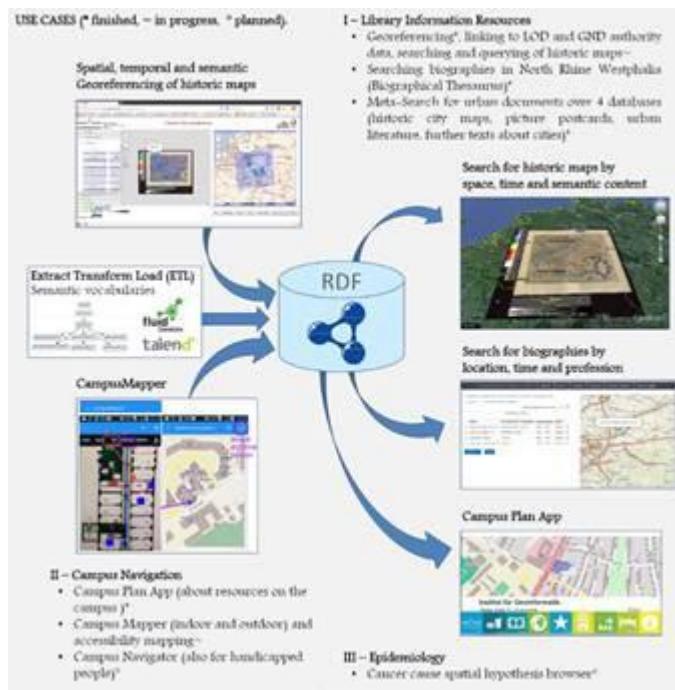 USE CASES (* finished, ~ in progress, ° planned).
Spatial, temporal and semantic
Georeferencing of historic maps
Extract Transform Load (ETL)
Semantic vocabularies
fluid
talend
CampusMapper
II – Campus Navigation
• Campus Plan App (about resources on the
campus )*
• Campus Mapper (indoor and outdoor) and
accessibility mapping~
• Campus Navigator (also for handicapped
people)°
RDF
I – Library Information Resources
• Georeferencing*, linking to LOD and GND authority
data, searching and querying of historic maps~
• Searching biographies in North Rhine Westphalia
(Biographical Thesaurus)*
• Meta-Search for urban documents over 4 databases
(historic city maps, picture postcards, urban
literature, further texts about cities)°
Search for historic maps by
space, time and semantic content
Search for biographies by
location, time and profession
Campus Plan App
Institut für Geoinformatik
III – Epidemiology
• Cancer cause spatial hypothesis browser°